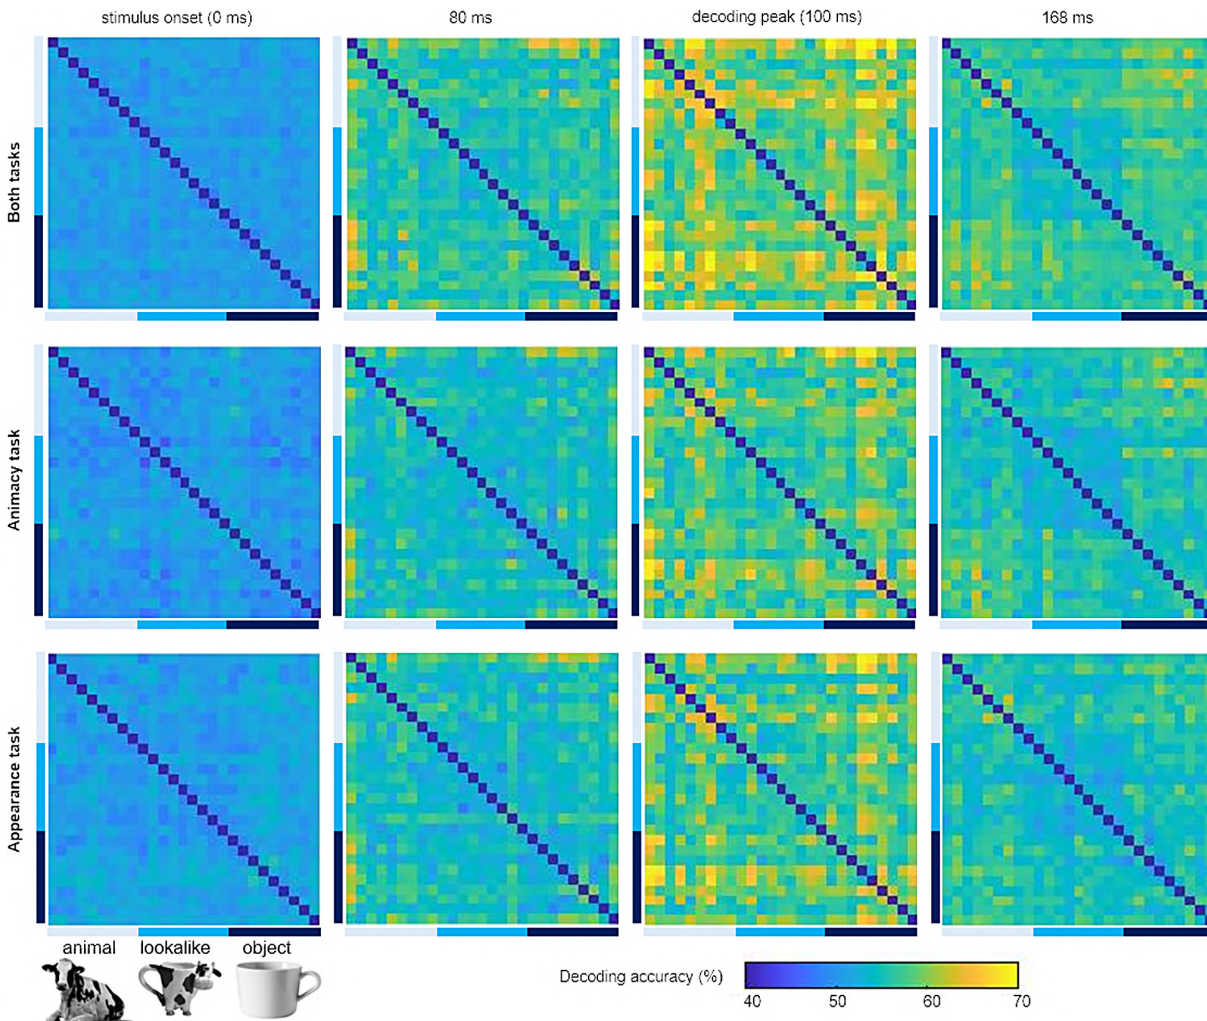 stimulus onset (0 ms)
80 ms
decoding peak (100 ms)
168 ms
Both tasks
Animacy task
Appearance task
animal
lookalike
object
Decoding accuracy (%)
40
50
60
70